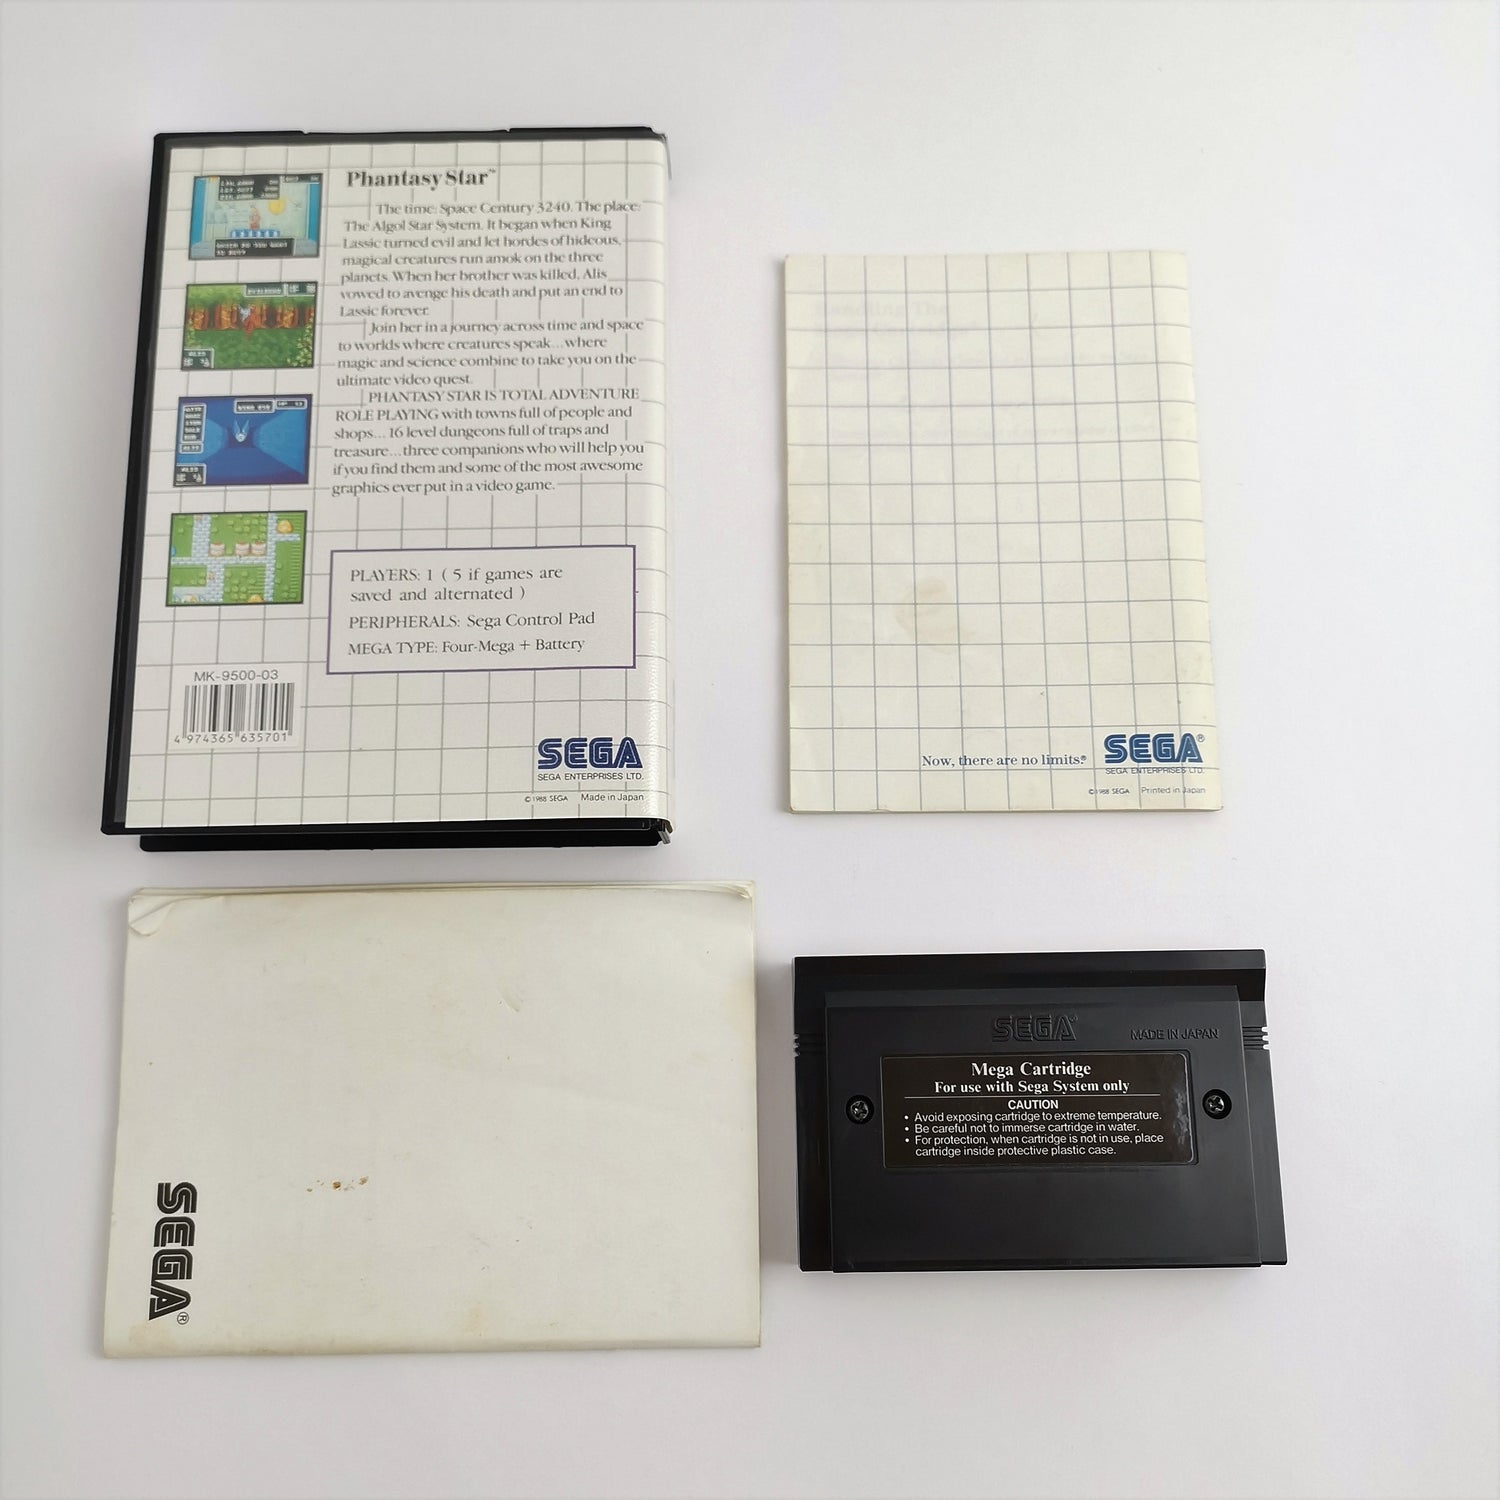 Phantasy Star™
The time: Space Century 3240. The place:
The Algol Star System. It began when King
Lassic turned evil and let hordes of hideous,
magical creatures run amok on the three
planets. When her brother was killed, Alis
vowed to avenge his death and put an end to
Lassic forever.
Join her in a journey across time and space
to worlds where creatures speak...where
magic and science combine to take you on the
ultimate video quest.
PHANTASY STAR IS TOTAL ADVENTURE
ROLE PLAYING with towns full of people and
shops... 16 level dungeons full of traps and
treasure...three companions who will help you
if you find them and some of the most awesome
graphics ever put in a video game.
PLAYERS: 1 ( 5 if games are
saved and alternated )
PERIPHERALS: Sega Control Pad
MEGA TYPE: Four-Mega + Battery
MK-9500-03
4 974365 635701
SEGA
SEGA ENTERPRISES LTD.
© 1988 SEGA Made in Japan
Handling The
Now, there are no limits.® SEGA®
SEGA ENTERPRISES LTD.
© 1988 SEGA Printed in Japan
SEGA®
SEGA®
MADE IN JAPAN
Mega Cartridge
For use with Sega System only
CAUTION
• Avoid exposing cartridge to extreme temperature.
• Be careful not to immerse cartridge in water.
• For protection, when cartridge is not in use, place
cartridge inside protective plastic case.